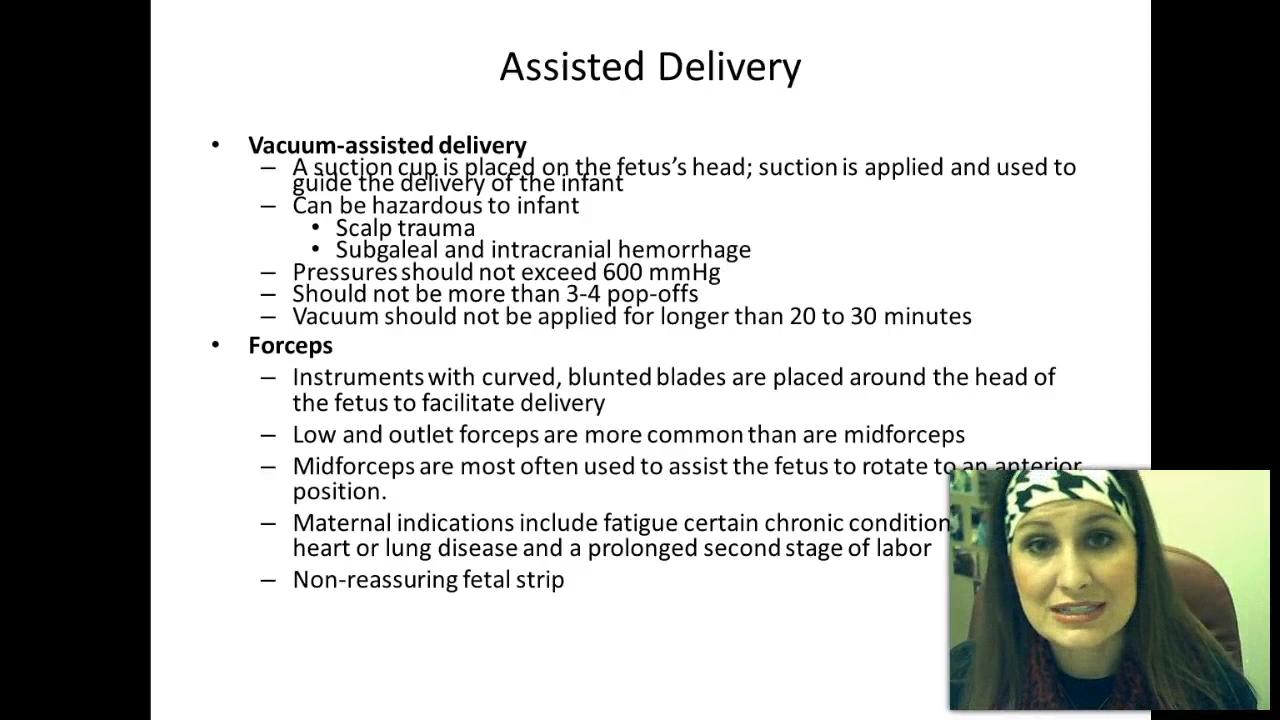 Assisted Delivery
• Vacuum-assisted delivery
– A suction cup is placed on the fetus's head; suction is applied and used to
guide the delivery of the infant
– Can be hazardous to infant
• Scalp trauma
• Subgaleal and intracranial hemorrhage
– Pressures should not exceed 600 mmHg
– Should not be more than 3-4 pop-offs
– Vacuum should not be applied for longer than 20 to 30 minutes
• Forceps
– Instruments with curved, blunted blades are placed around the head of
the fetus to facilitate delivery
– Low and outlet forceps are more common than are midforceps
– Midforceps are most often used to assist the fetus to rotate to an anterior
position.
– Maternal indications include fatigue certain chronic condition
heart or lung disease and a prolonged second stage of labor
– Non-reassuring fetal strip